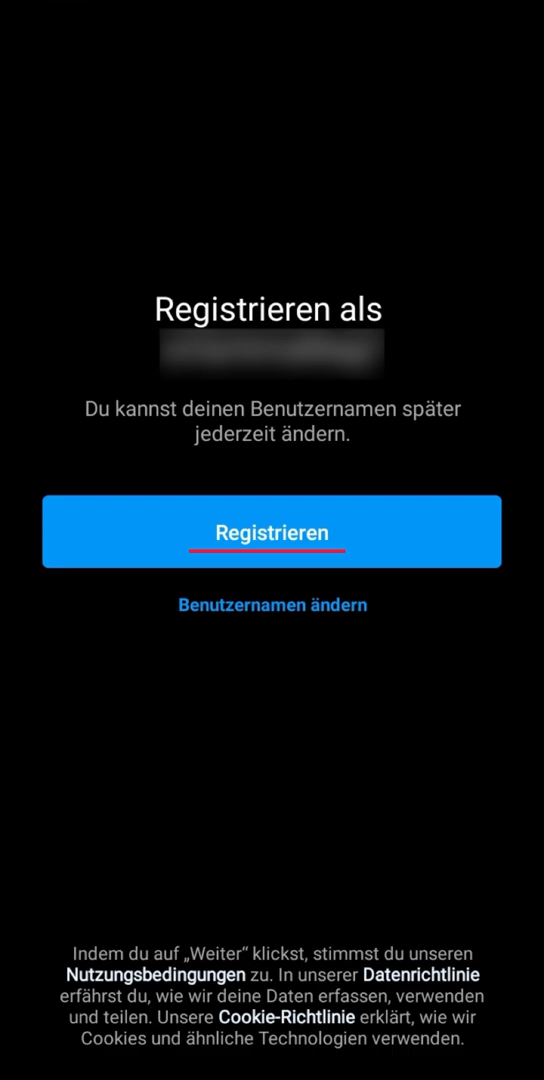 Registrieren als
Du kannst deinen Benutzernamen später
jederzeit ändern.
Registrieren
Benutzernamen ändern
Indem du auf „Weiter“ klickst, stimmst du unseren
Nutzungsbedingungen zu. In unserer Datenrichtlinie
erfährst du, wie wir deine Daten erfassen, verwenden
und teilen. Unsere Cookie-Richtlinie erklärt, wie wir
Cookies und ähnliche Technologien verwenden.